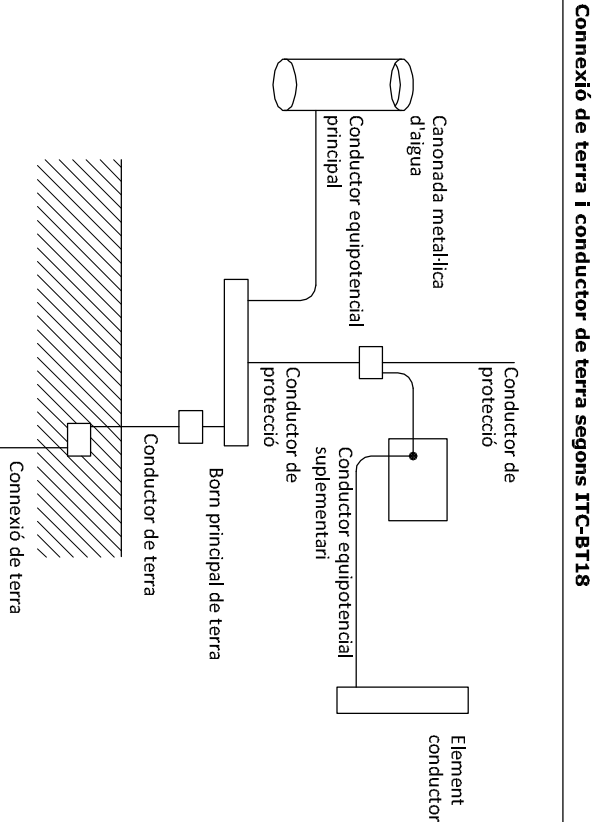 Connexió de terra i conductor de terra segons ITC-BT18
Canonada metal·lica
d'aigua
Conductor equipotencial
principal
Conductor de
protecció
Conductor de
protecció
Conductor equipotencial
suplementari
Element
conductor
Born principal de terra
Conductor de terra
Connexió de terra